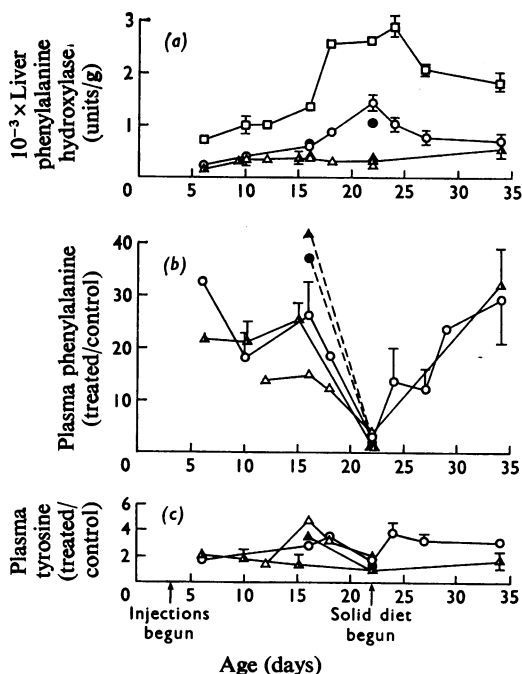 10⁻³ × Liver
phenylalanine
hydroxylase,
(units/g)
3
2
1
0
(a)
0 5 10 15 20 25 30 35
Plasma phenylalanine
(treated/control)
40
30
20
10
(b)
0 5 10 15 20 25 30 35
Plasma
tyrosine
(treated/
control)
6
4
2
(c)
0 5 10 15 20 25 30 35
Injections
begun
Solid diet
begun
Age (days)